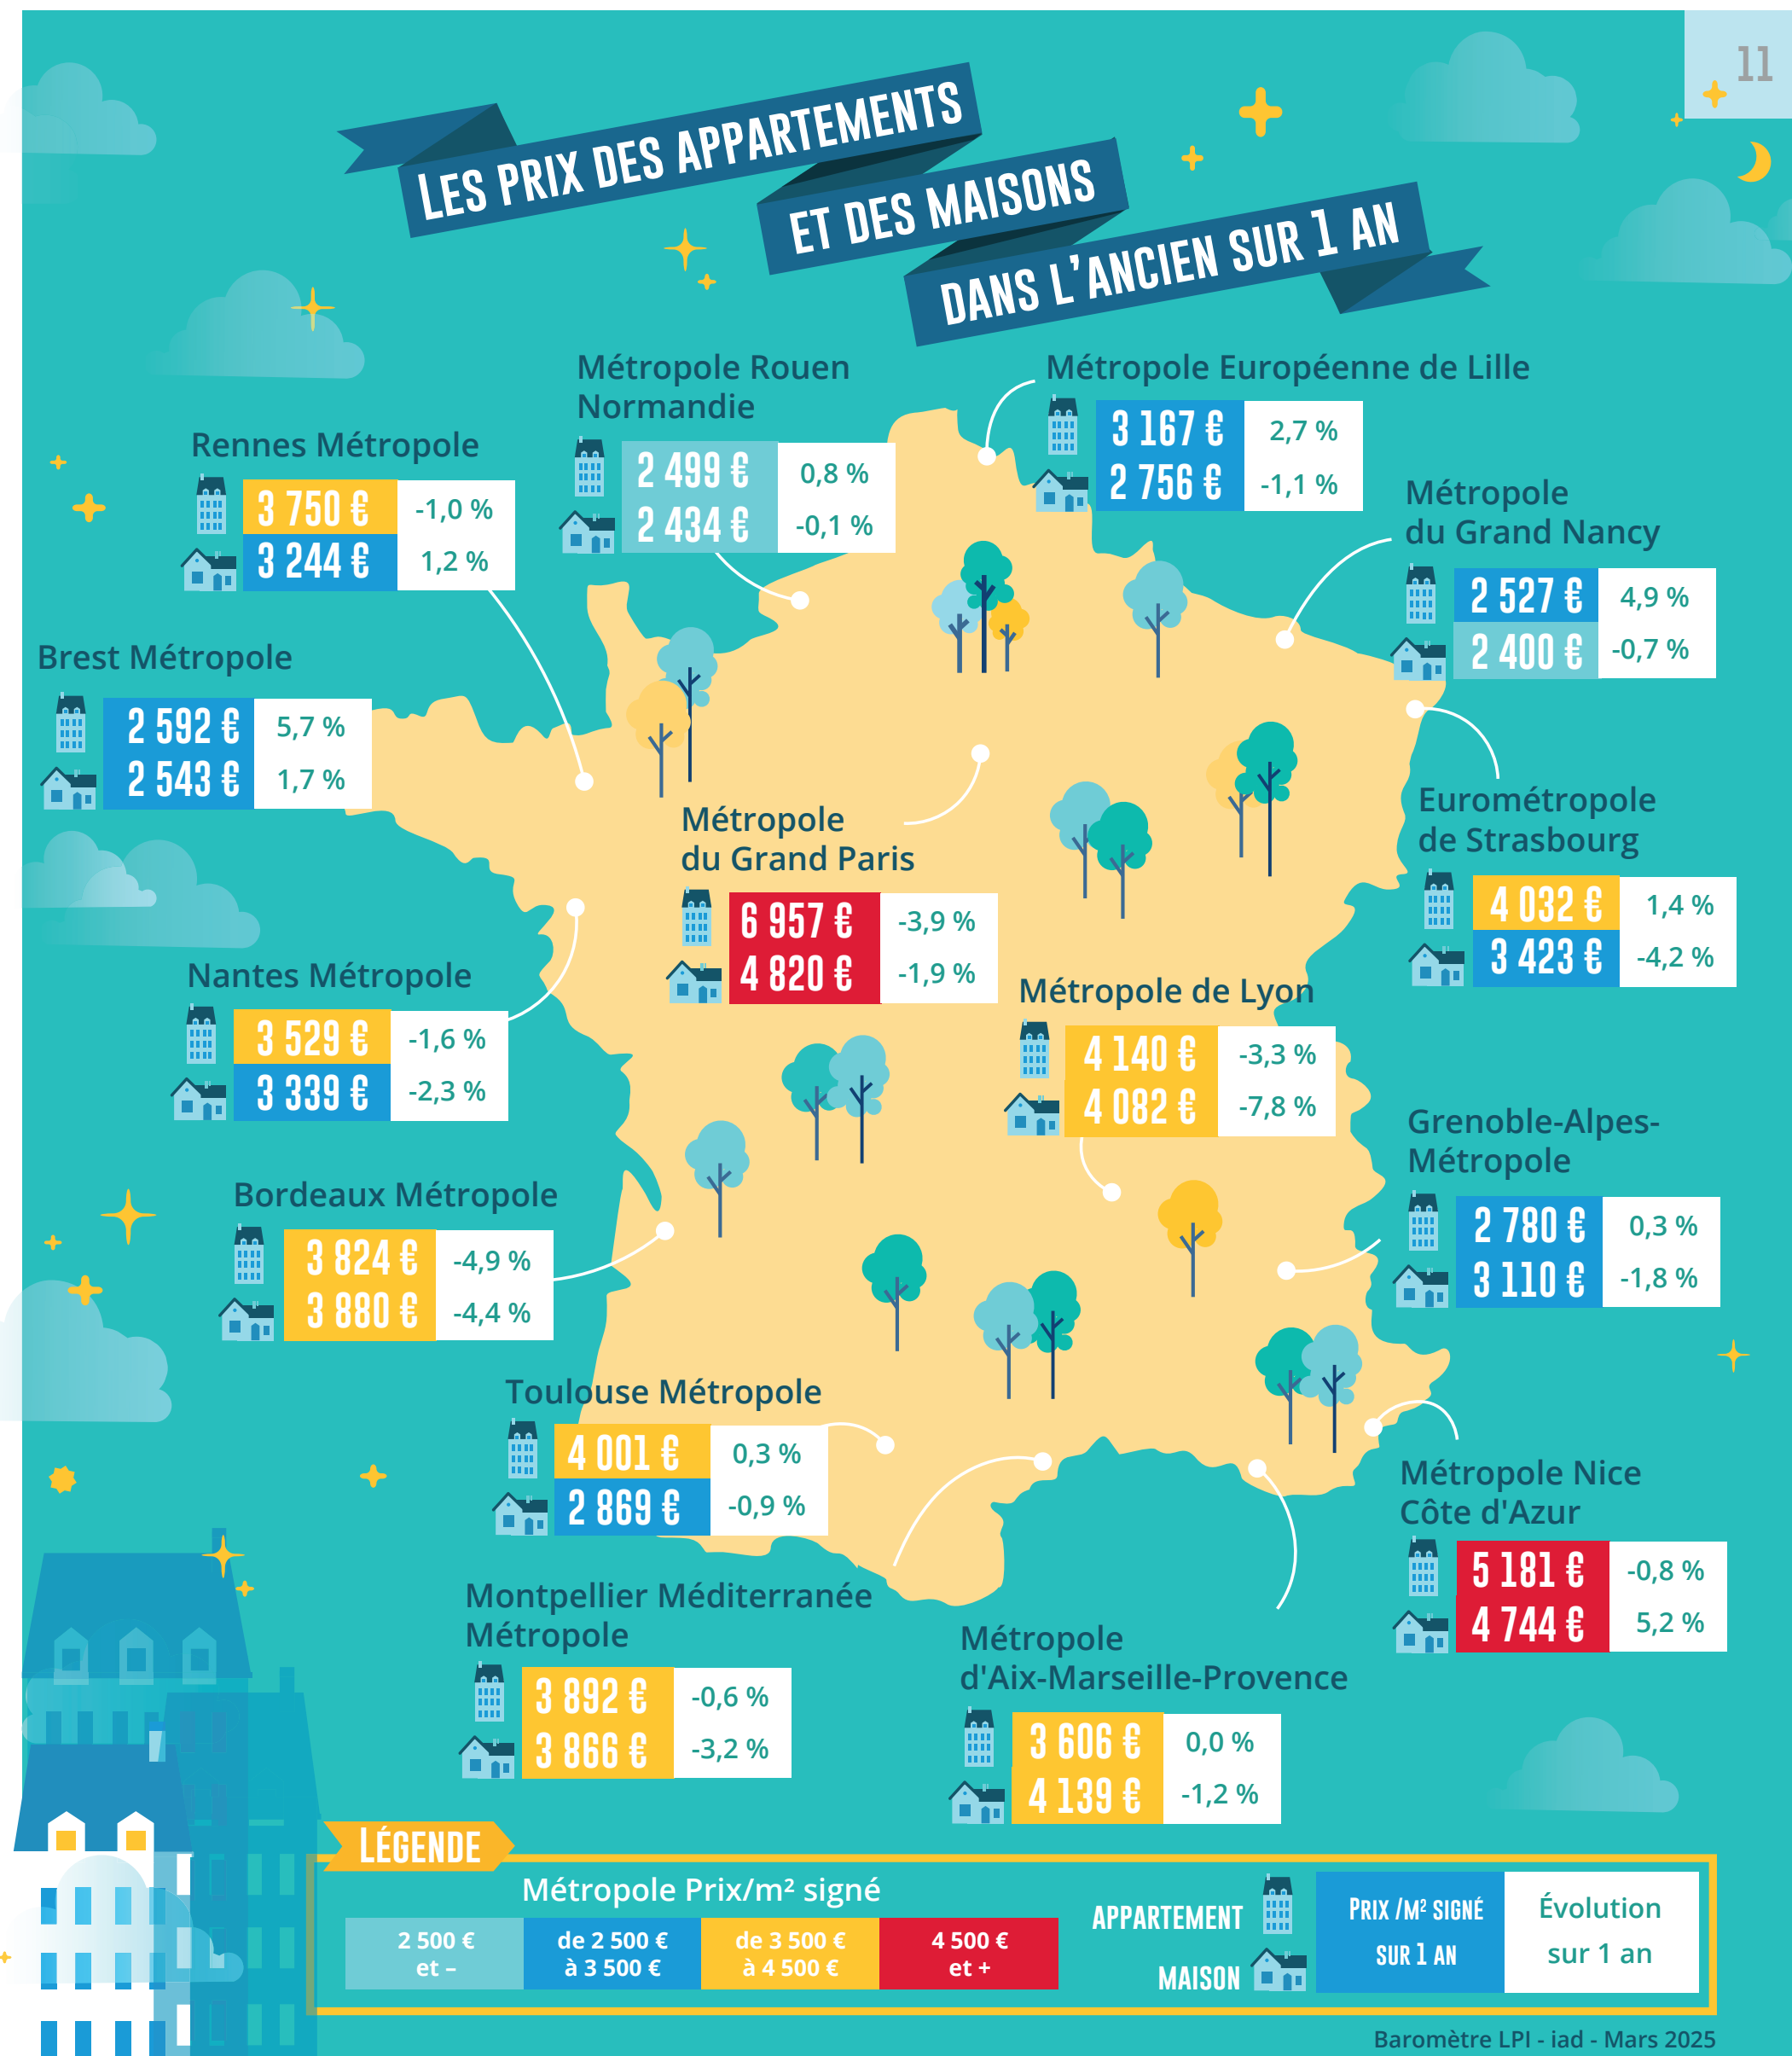 11
LES PRIX DES APPARTEMENTS
ET DES MAISONS
DANS L'ANCIEN SUR 1 AN
Métropole Rouen
Normandie
2 499 € 0,8 %
2 434 € -0,1 %
Métropole Européenne de Lille
3 167 € 2,7 %
2 756 € -1,1 %
Rennes Métropole
3 750 € -1,0 %
3 244 € 1,2 %
Métropole
du Grand Nancy
2 527 € 4,9 %
2 400 € -0,7 %
Brest Métropole
2 592 € 5,7 %
2 543 € 1,7 %
Métropole
du Grand Paris
6 957 € -3,9 %
4 820 € -1,9 %
Eurométropole
de Strasbourg
4 032 € 1,4 %
3 423 € -4,2 %
Nantes Métropole
3 529 € -1,6 %
3 339 € -2,3 %
Métropole de Lyon
4 140 € -3,3 %
4 082 € -7,8 %
Grenoble-Alpes-
Métropole
2 780 € 0,3 %
3 110 € -1,8 %
Bordeaux Métropole
3 824 € -4,9 %
3 880 € -4,4 %
Toulouse Métropole
4 001 € 0,3 %
2 869 € -0,9 %
Métropole Nice
Côte d'Azur
5 181 € -0,8 %
4 744 € 5,2 %
Montpellier Méditerranée
Métropole
3 892 € -0,6 %
3 866 € -3,2 %
Métropole
d'Aix-Marseille-Provence
3 606 € 0,0 %
4 139 € -1,2 %
LÉGENDE
Métropole Prix/m² signé
2 500 €
et –
de 2 500 €
à 3 500 €
de 3 500 €
à 4 500 €
4 500 €
et +
APPARTEMENT
MAISON
PRIX /M² SIGNÉ
SUR 1 AN
Évolution
sur 1 an
Baromètre LPI - iad - Mars 2025